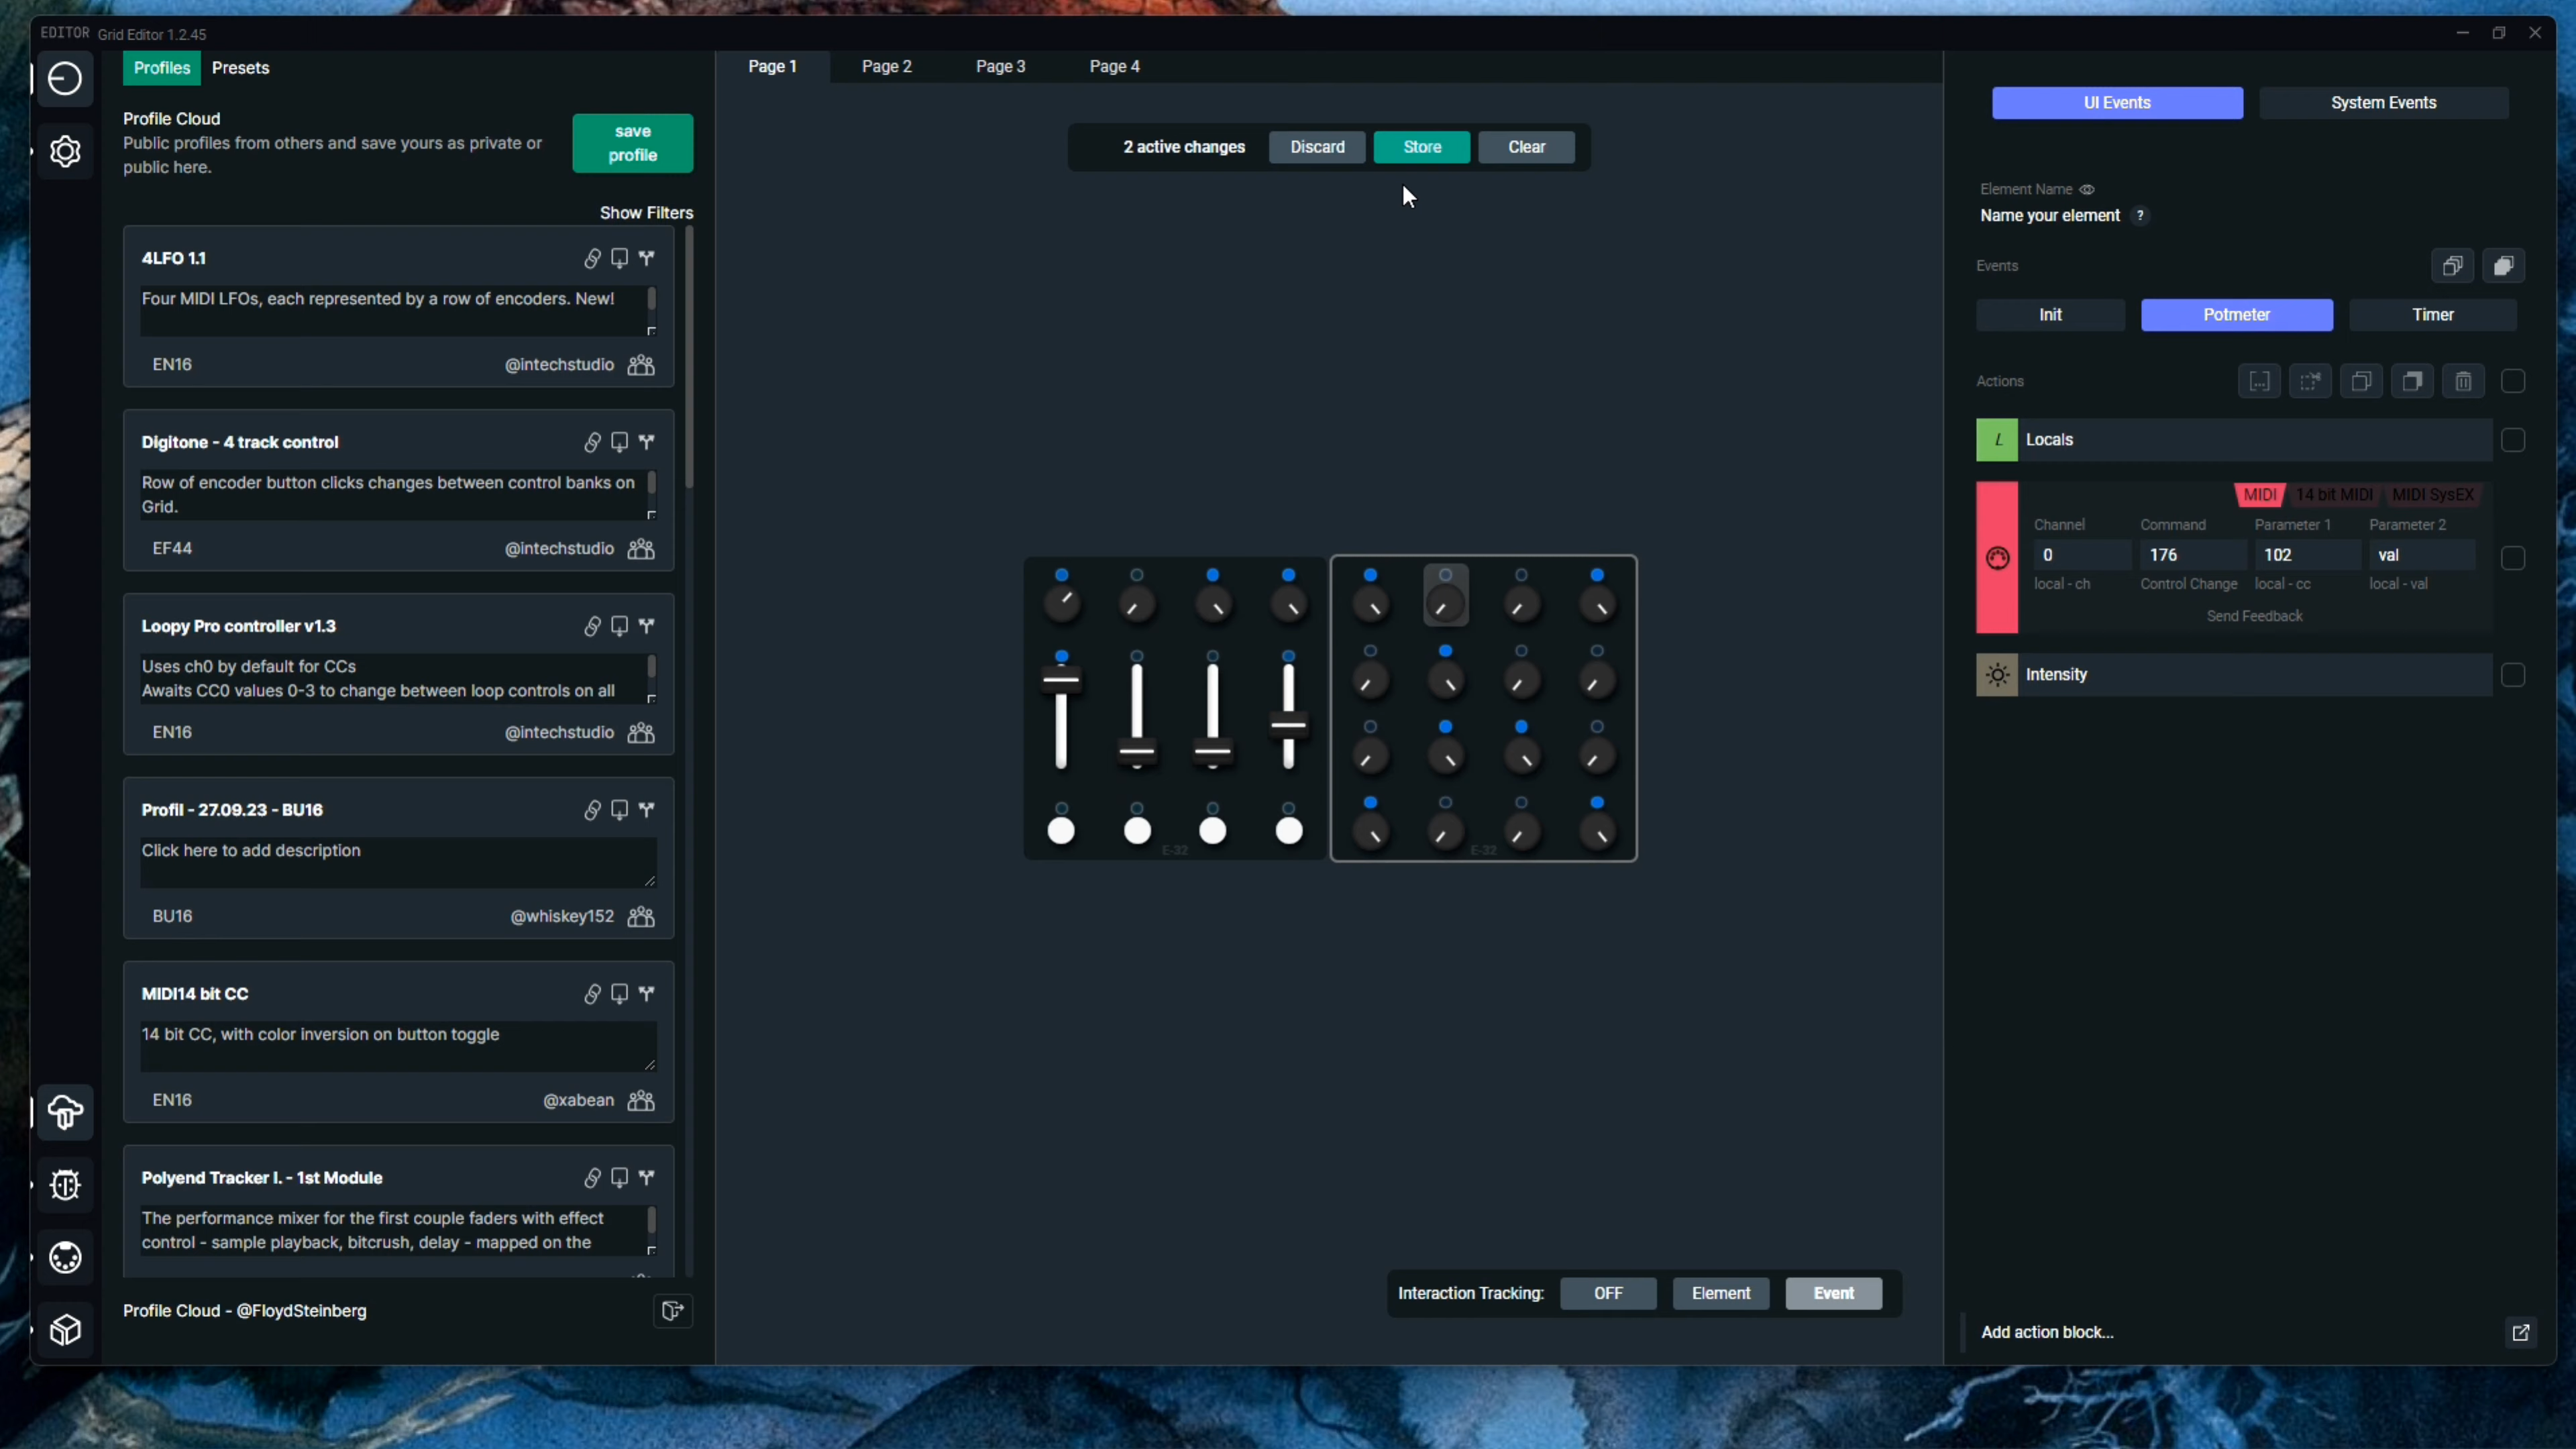 EDITOR Grid Editor 1.2.45
Profiles Presets
Profile Cloud
Public profiles from others and save yours as private or
public here.
save
profile
Show Filters
4LFO 1.1
Four MIDI LFOs, each represented by a row of encoders. New!
EN16 @intechstudio
Digitone - 4 track control
Row of encoder button clicks changes between control banks on
Grid.
EF44 @intechstudio
Loopy Pro controller v1.3
Uses ch0 by default for CCs
Awaits CC0 values 0-3 to change between loop controls on all
EN16 @intechstudio
Profil - 27.09.23 - BU16
Click here to add description
BU16 @whiskey152
MIDI14 bit CC
14 bit CC, with color inversion on button toggle
EN16 @xabean
Polyend Tracker I. - 1st Module
The performance mixer for the first couple faders with effect
control - sample playback, bitcrush, delay - mapped on the
Profile Cloud - @FloydSteinberg
Page 1 Page 2 Page 3 Page 4
2 active changes Discard Store Clear
E-32 E-32
Interaction Tracking: OFF Element Event
UI Events System Events
Element Name
Name your element ?
Events
Init Potmeter Timer
Actions
L Locals
MIDI 14 bit MIDI MIDI SysEX
Channel Command Parameter 1 Parameter 2
0 176 102 val
local - ch Control Change local - cc local - val
Send Feedback
Intensity
Add action block...